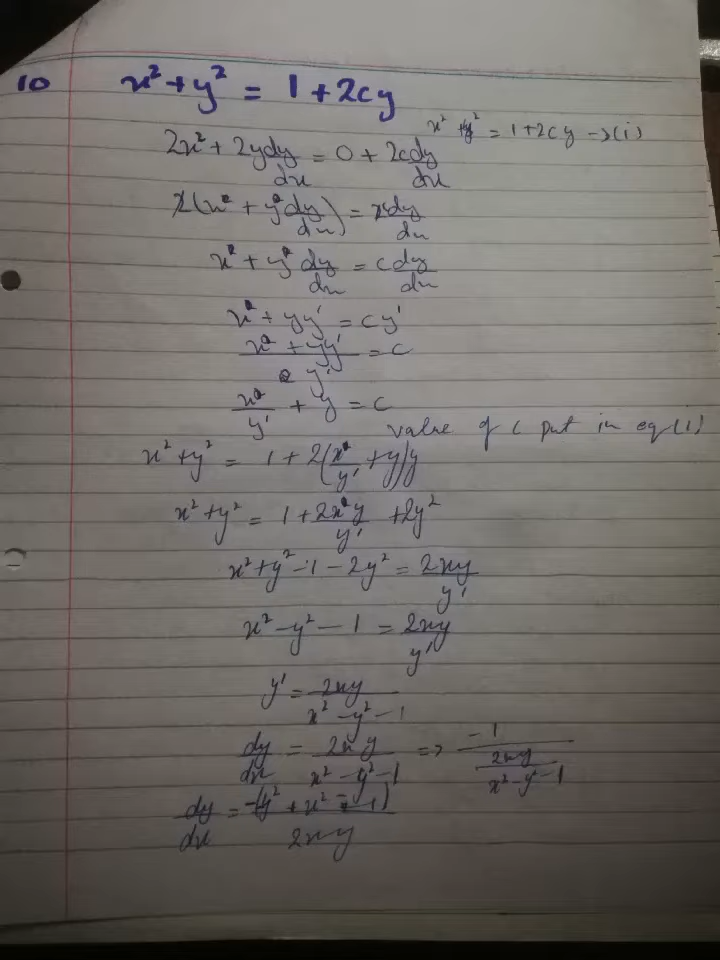 10 x² + y² = 1 + 2cy
x² + y² = 1 + 2cy → (i)
2x² + 2y dy/dx = 0 + 2c dy/dx
2(x² + y² dy/dx) = 2c dy/dx
x² + y² dy/dx = c dy/dx
x² + yy' = cy'
x² + yy' / y' = c
x²/y' + y = c
value of c put in eq (i)
x² + y² = 1 + 2(x²/y' + y)y
x² + y² = 1 + 2x²y/y' + 2y²
x² + y² - 1 - 2y² = 2xy/y'
x² - y² - 1 = 2xy/y'
y' = 2xy / x² - y² - 1
dy/dx = 2xy / x² - y² - 1 => -1 / 2xy / x² - y² - 1
dy/dx = / 2xy